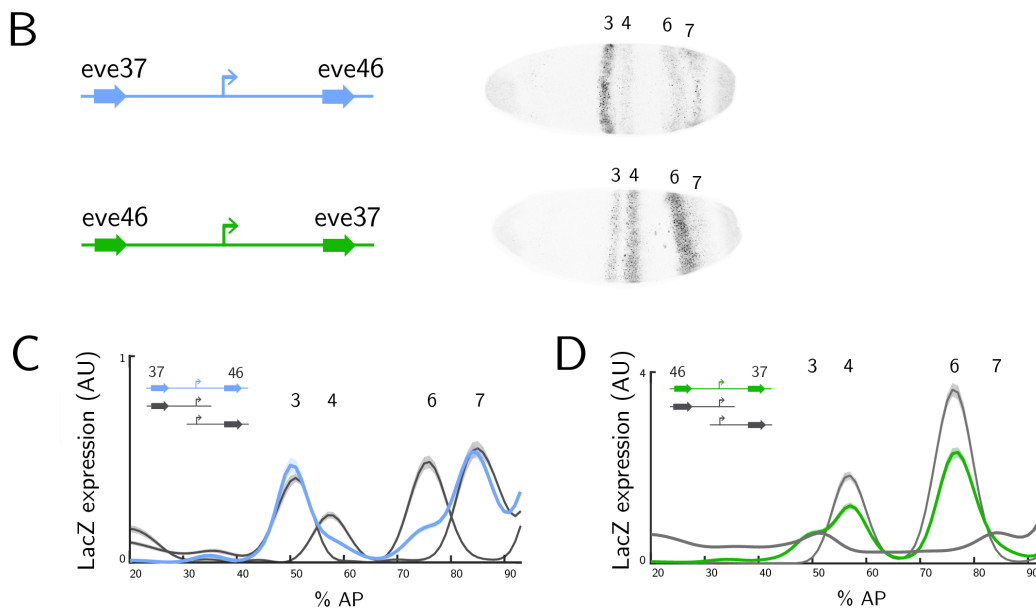 B
3 4 6 7
eve37 eve46
3 4 6 7
eve46 eve37
C
LacZ expression (AU)
1
0
37 46
3 4 6 7
20 30 40 50 60 70 80 90
% AP
D
LacZ expression (AU)
4
0
46 37
3 4 6 7
20 30 40 50 60 70 80 90
% AP